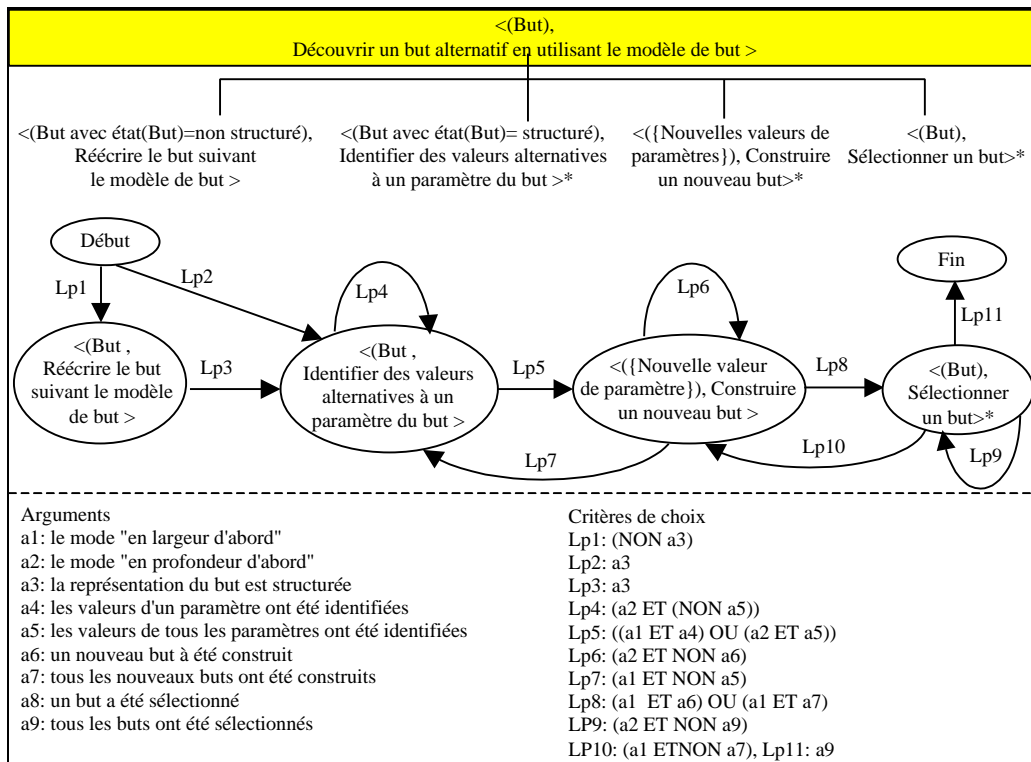 <(But),
Découvrir un but alternatif en utilisant le modèle de but >
<(But avec état(But)=non structuré),
Réécrire le but suivant
le modèle de but >
<(But avec état(But)= structuré),
Identifier des valeurs alternatives
à un paramètre du but >*
<({Nouvelles valeurs de
paramètres}), Construire
un nouveau but>*
<(But),
Sélectionner un but>*
Début
Fin
Lp1
Lp2
Lp4
Lp6
Lp11
<(But ,
Réécrire le but
suivant le modèle
de but >
Lp3
<(But ,
Identifier des valeurs
alternatives à un
paramètre du but >
Lp5
<({Nouvelle valeur
de paramètre}), Construire
un nouveau but >
Lp8
<(But),
Sélectionner
un but>*
Lp7
Lp10
Lp9
Arguments
a1: le mode "en largeur d'abord"
a2: le mode "en profondeur d'abord"
a3: la représentation du but est structurée
a4: les valeurs d'un paramètre ont été identifiées
a5: les valeurs de tous les paramètres ont été identifiées
a6: un nouveau but à été construit
a7: tous les nouveaux buts ont été construits
a8: un but a été sélectionné
a9: tous les buts ont été sélectionnés
Critères de choix
Lp1: (NON a3)
Lp2: a3
Lp3: a3
Lp4: (a2 ET (NON a5))
Lp5: ((a1 ET a4) OU (a2 ET a5))
Lp6: (a2 ET NON a6)
Lp7: (a1 ET NON a5)
Lp8: (a1 ET a6) OU (a1 ET a7)
LP9: (a2 ET NON a9)
LP10: (a1 ETNON a7), Lp11: a9